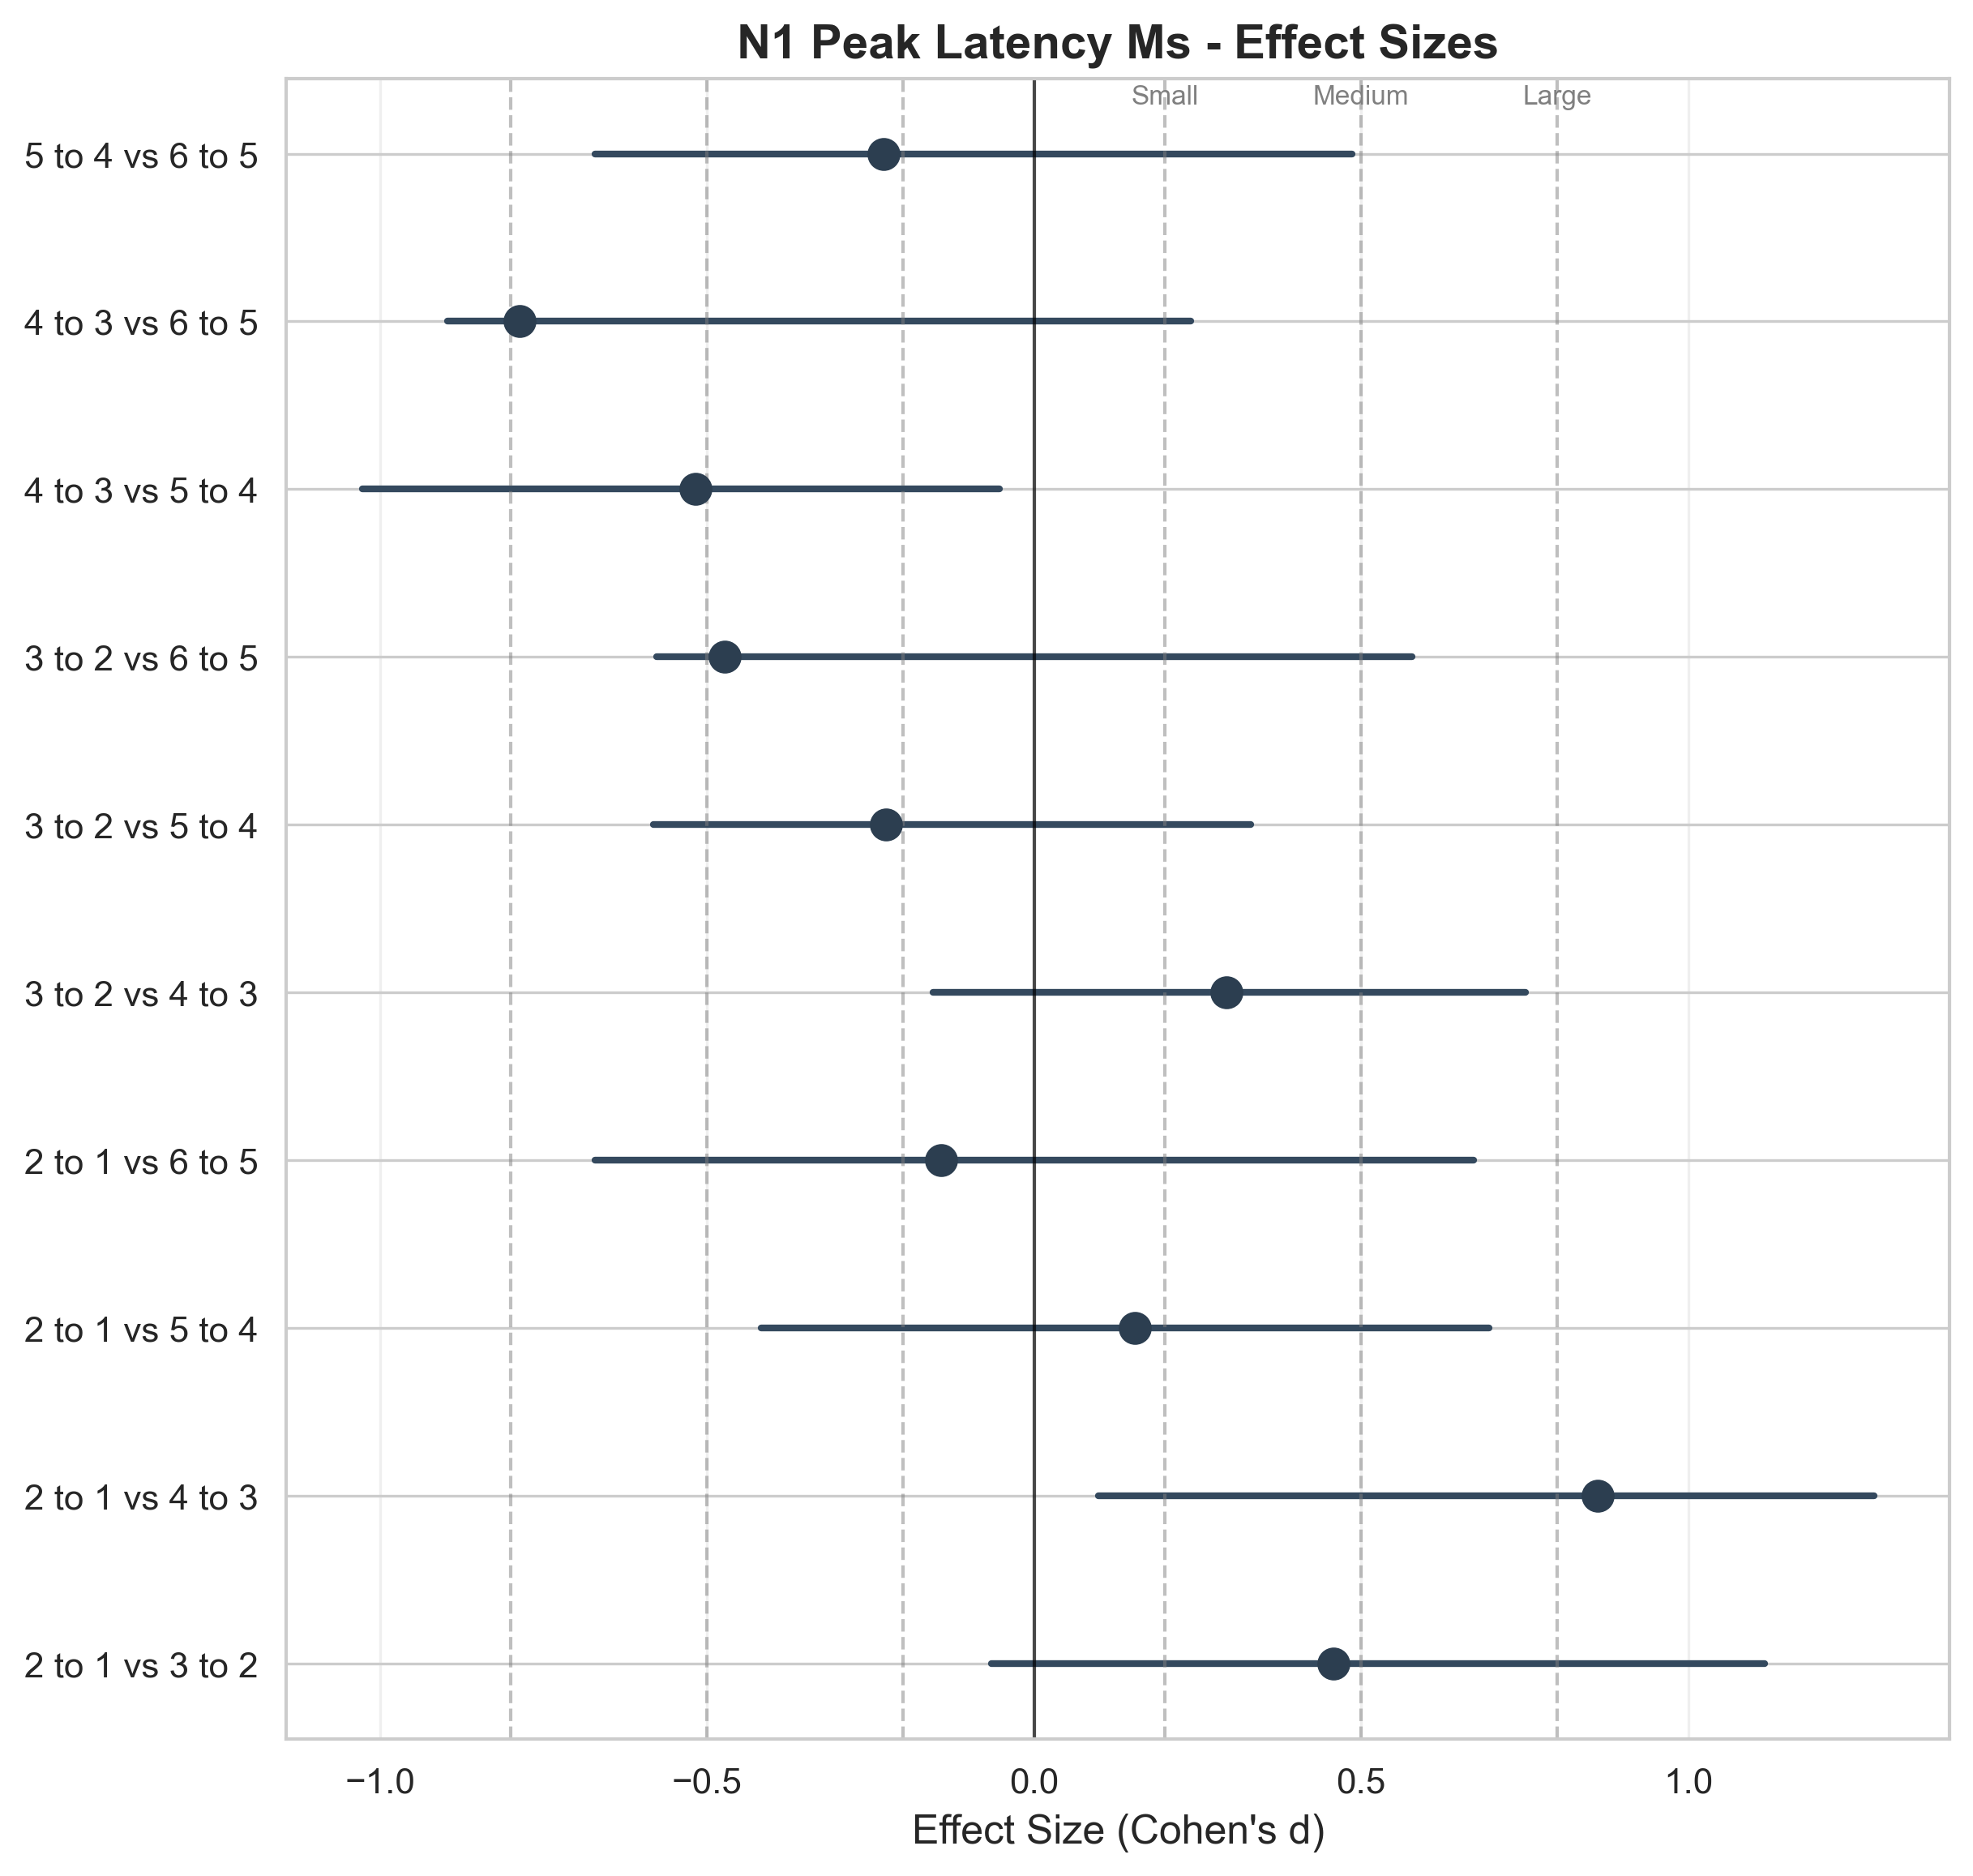 N1 Peak Latency Ms - Effect Sizes
Small Medium Large
5 to 4 vs 6 to 5
4 to 3 vs 6 to 5
4 to 3 vs 5 to 4
3 to 2 vs 6 to 5
3 to 2 vs 5 to 4
3 to 2 vs 4 to 3
2 to 1 vs 6 to 5
2 to 1 vs 5 to 4
2 to 1 vs 4 to 3
2 to 1 vs 3 to 2
−1.0 −0.5 0.0 0.5 1.0
Effect Size (Cohen's d)